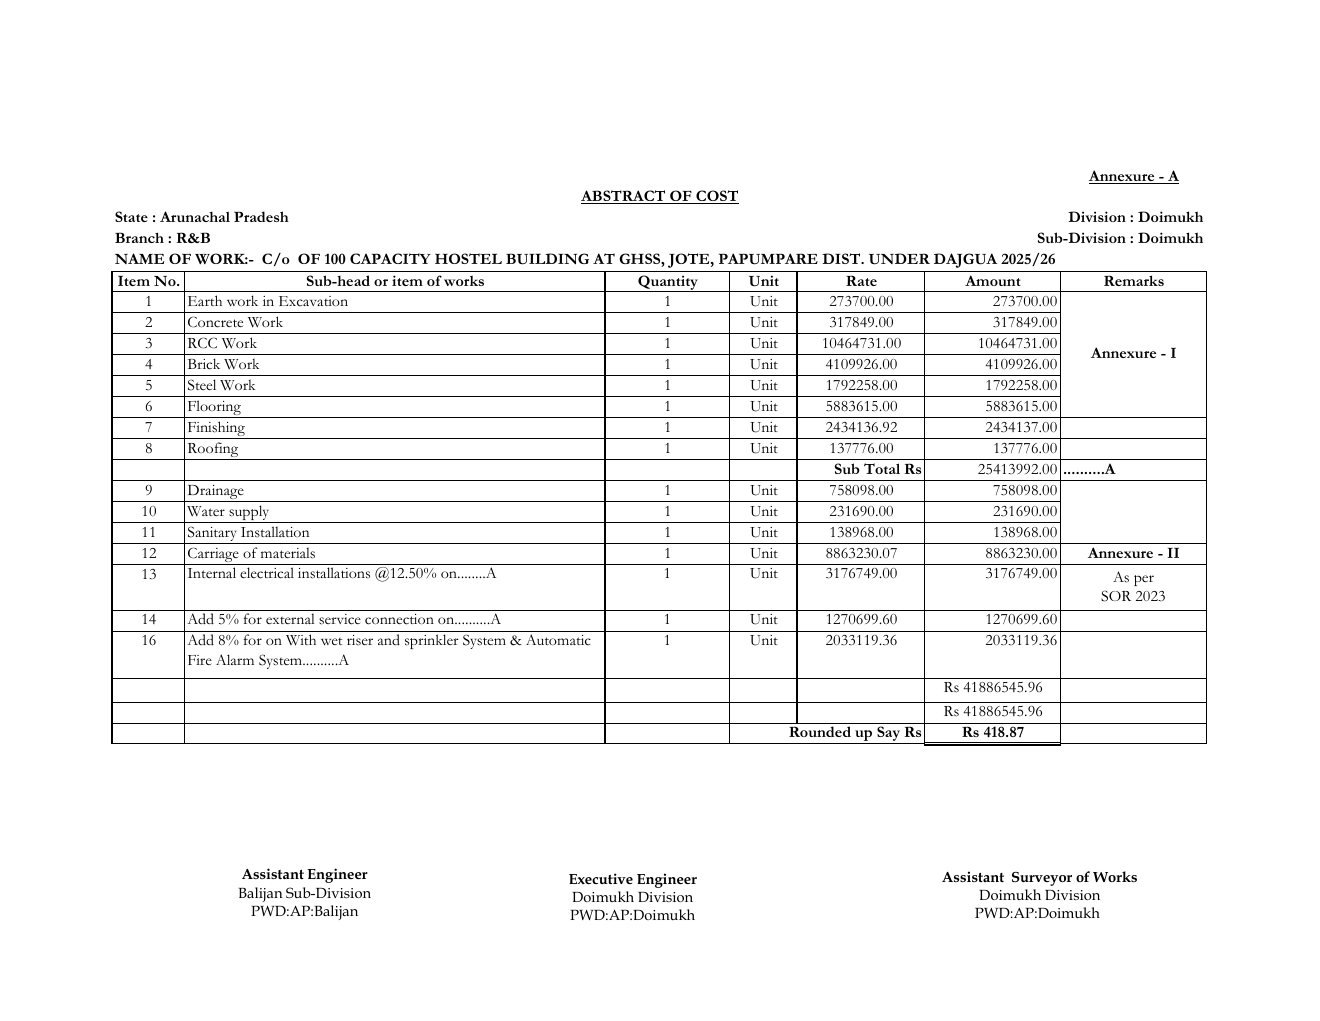 Annexure - A
ABSTRACT OF COST
State : Arunachal Pradesh Division : Doimukh
Branch : R&B Sub-Division : Doimukh
NAME OF WORK:- C/o OF 100 CAPACITY HOSTEL BUILDING AT GHSS, JOTE, PAPUMPARE DIST. UNDER DAJGUA 2025/26
Item No. Sub-head or item of works Quantity Unit Rate Amount Remarks
1 Earth work in Excavation 1 Unit 273700.00 273700.00
2 Concrete Work 1 Unit 317849.00 317849.00
3 RCC Work 1 Unit 10464731.00 10464731.00
Annexure - I
4 Brick Work 1 Unit 4109926.00 4109926.00
5 Steel Work 1 Unit 1792258.00 1792258.00
6 Flooring 1 Unit 5883615.00 5883615.00
7 Finishing 1 Unit 2434136.92 2434137.00
8 Roofing 1 Unit 137776.00 137776.00
Sub Total Rs 25413992.00 ..........A
9 Drainage 1 Unit 758098.00 758098.00
10 Water supply 1 Unit 231690.00 231690.00
11 Sanitary Installation 1 Unit 138968.00 138968.00
12 Carriage of materials 1 Unit 8863230.07 8863230.00 Annexure - II
13 Internal electrical installations @12.50% on........A 1 Unit 3176749.00 3176749.00 As per
SOR 2023
14 Add 5% for external service connection on..........A 1 Unit 1270699.60 1270699.60
16 Add 8% for on With wet riser and sprinkler System & Automatic 1 Unit 2033119.36 2033119.36
Fire Alarm System..........A
Rs 41886545.96
Rs 41886545.96
Rounded up Say Rs Rs 418.87
Assistant Engineer
Balijan Sub-Division
PWD:AP:Balijan
Executive Engineer
Doimukh Division
PWD:AP:Doimukh
Assistant Surveyor of Works
Doimukh Division
PWD:AP:Doimukh